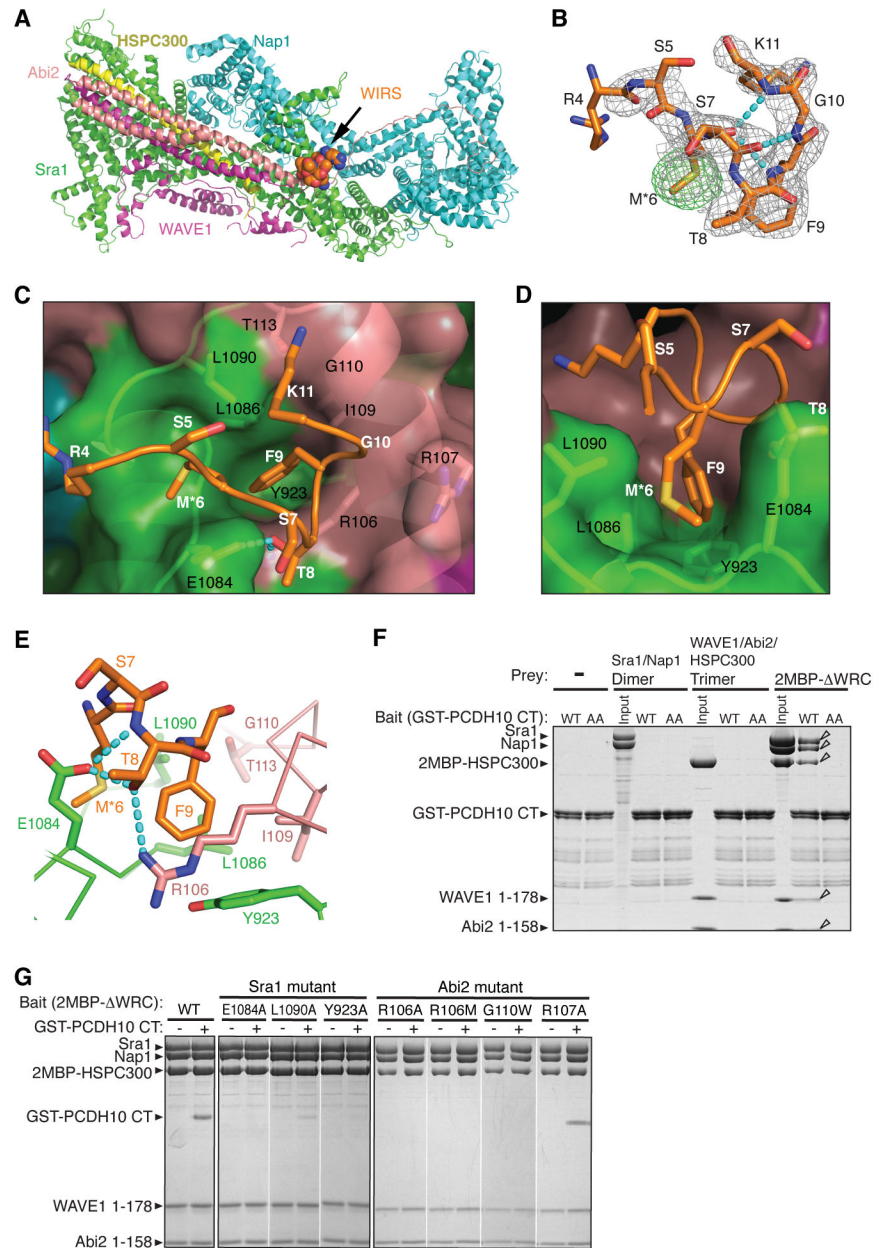 A
HSPC300
Nap1
Abi2
WIRS
Sra1
WAVE1
B
K11
S5
R4
S7
G10
M*6
T8
F9
C
T113
L1090
G110
K11
L1086
I109
S5
G10
R4
F9
R107
M*6
Y923
S7
R106
E1084
T8
D
S7
S5
T8
L1090
F9
M*6
E1084
L1086
Y923
E
S7
L1090
G110
T8
T113
M*6
F9
E1084
I109
L1086
R106
Y923
F
WAVE1/Abi2/
Sra1/Nap1 HSPC300
Prey: - Dimer Trimer 2MBP-ΔWRC
Bait (GST-PCDH10 CT): WT AA Input WT AA Input WT AA Input WT AA
Sra1
Nap1
2MBP-HSPC300
GST-PCDH10 CT
WAVE1 1-178
Abi2 1-158
G
Sra1 mutant Abi2 mutant
Bait (2MBP-ΔWRC): WT E1084A L1090A Y923A R106A R106M G110W R107A
GST-PCDH10 CT: - + - + - + - + - + - + - + - +
Sra1
Nap1
2MBP-HSPC300
GST-PCDH10 CT
WAVE1 1-178
Abi2 1-158